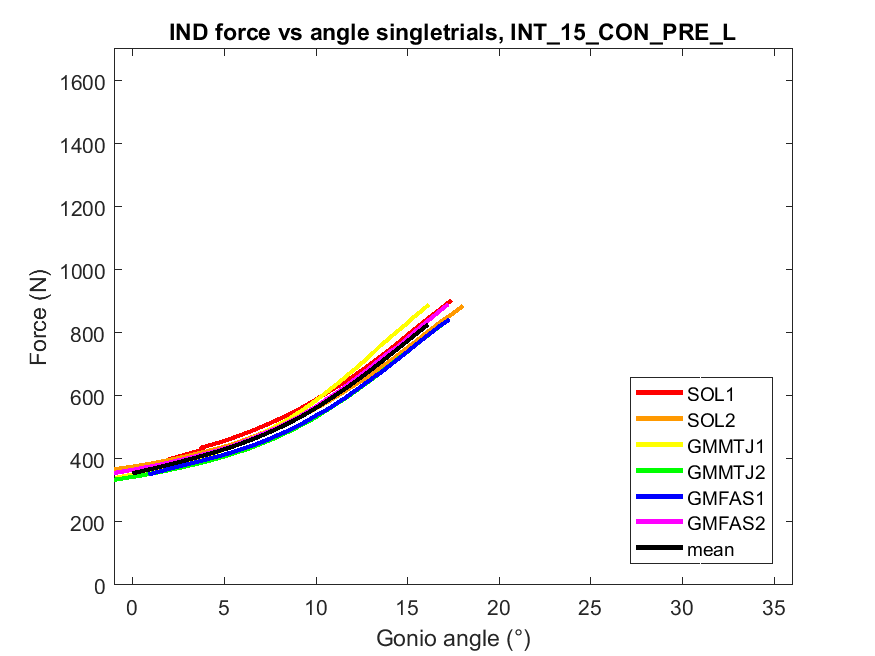 IND force vs angle singletrials, INT_15_CON_PRE_L
1600
1400
1200
1000
800
600
400
200
0
Force (N)
0 5 10 15 20 25 30 35
Gonio angle (°)
SOL1
SOL2
GMMTJ1
GMMTJ2
GMFAS1
GMFAS2
mean